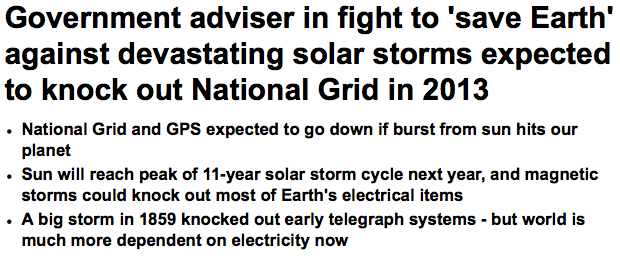 Government adviser in fight to 'save Earth'
against devastating solar storms expected
to knock out National Grid in 2013
• National Grid and GPS expected to go down if burst from sun hits our
planet
• Sun will reach peak of 11-year solar storm cycle next year, and magnetic
storms could knock out most of Earth's electrical items
• A big storm in 1859 knocked out early telegraph systems - but world is
much more dependent on electricity now